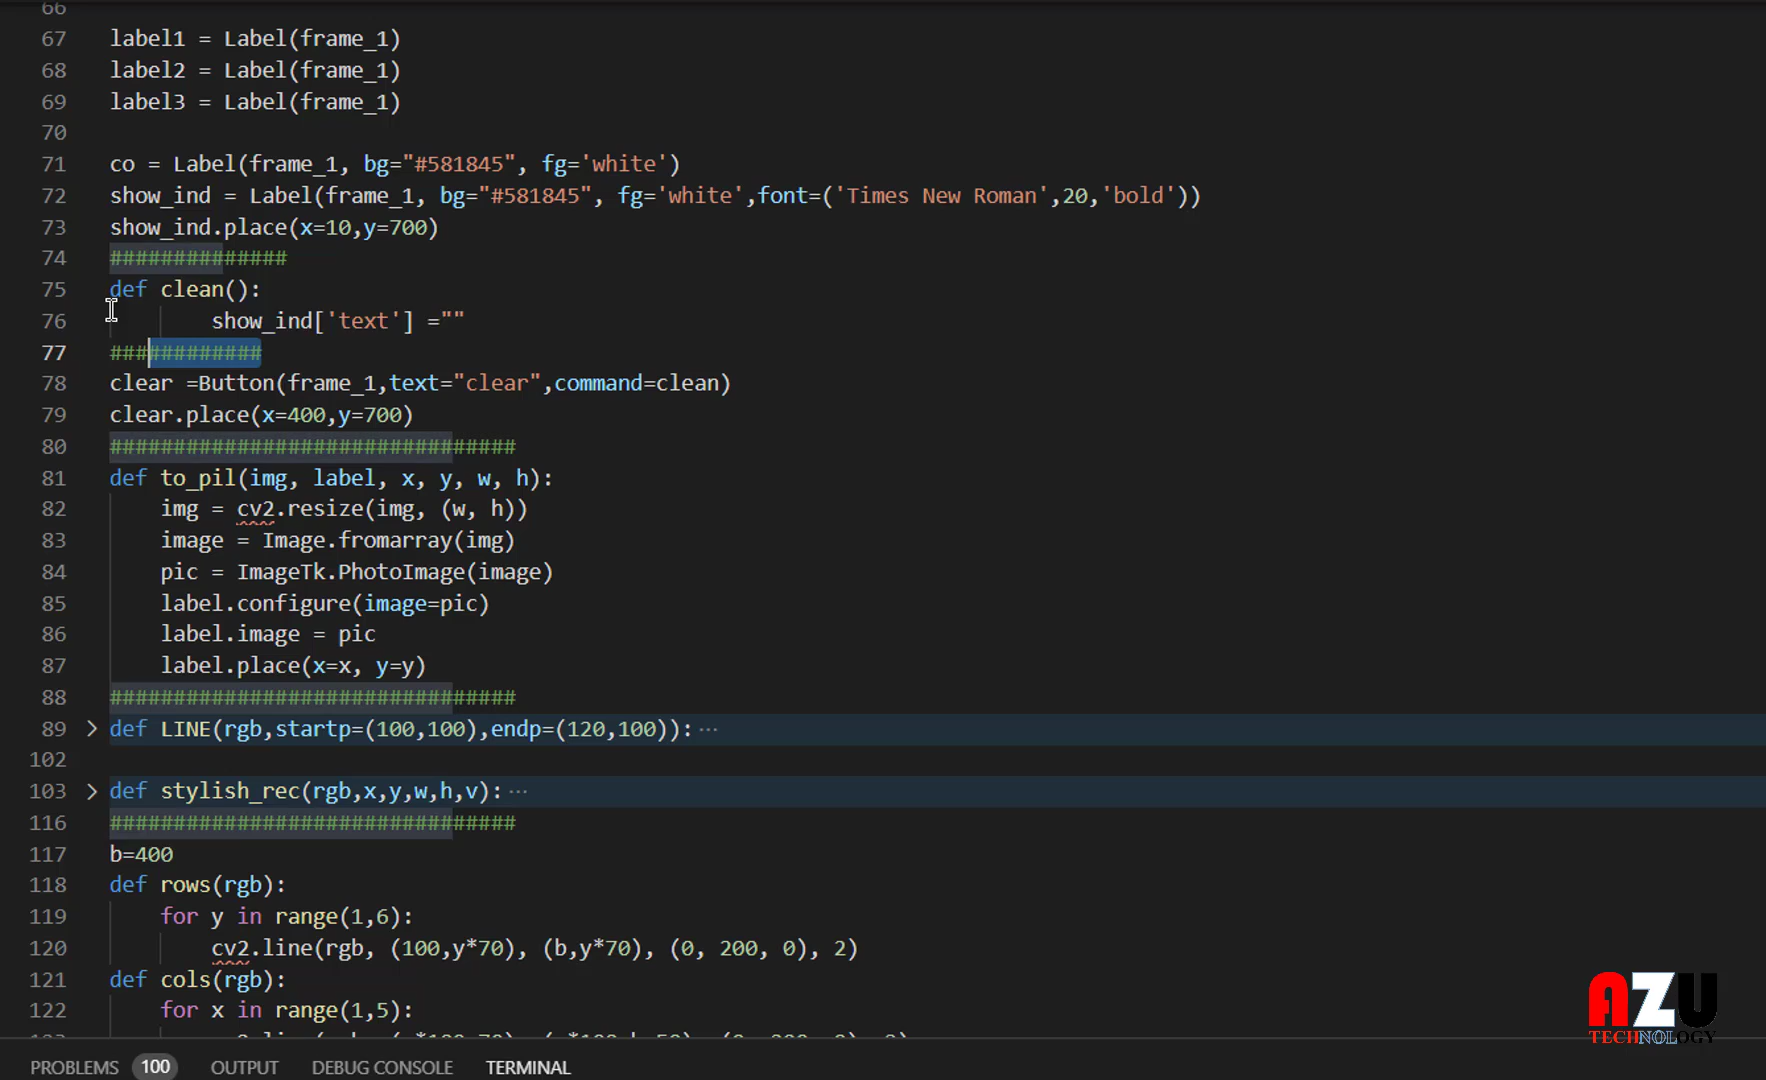 66
67 label1 = Label(frame_1)
68 label2 = Label(frame_1)
69 label3 = Label(frame_1)
70
71 co = Label(frame_1, bg="#581845", fg='white')
72 show_ind = Label(frame_1, bg="#581845", fg='white',font=('Times New Roman',20,'bold'))
73 show_ind.place(x=10,y=700)
74 ##############
75 def clean():
76         show_ind['text'] =""
77 ############
78 clear =Button(frame_1,text="clear",command=clean)
79 clear.place(x=400,y=700)
80 ################################
81 def to_pil(img, label, x, y, w, h):
82     img = cv2.resize(img, (w, h))
83     image = Image.fromarray(img)
84     pic = ImageTk.PhotoImage(image)
85     label.configure(image=pic)
86     label.image = pic
87     label.place(x=x, y=y)
88 ################################
89 > def LINE(rgb,startp=(100,100),endp=(120,100)): ...
102
103 > def stylish_rec(rgb,x,y,w,h,v): ...
116 ################################
117 b=400
118 def rows(rgb):
119     for y in range(1,6):
120         cv2.line(rgb, (100,y*70), (b,y*70), (0, 200, 0), 2)
121 def cols(rgb):
122     for x in range(1,5):
PROBLEMS 100 OUTPUT DEBUG CONSOLE TERMINAL
AZU
TECHNOLOGY